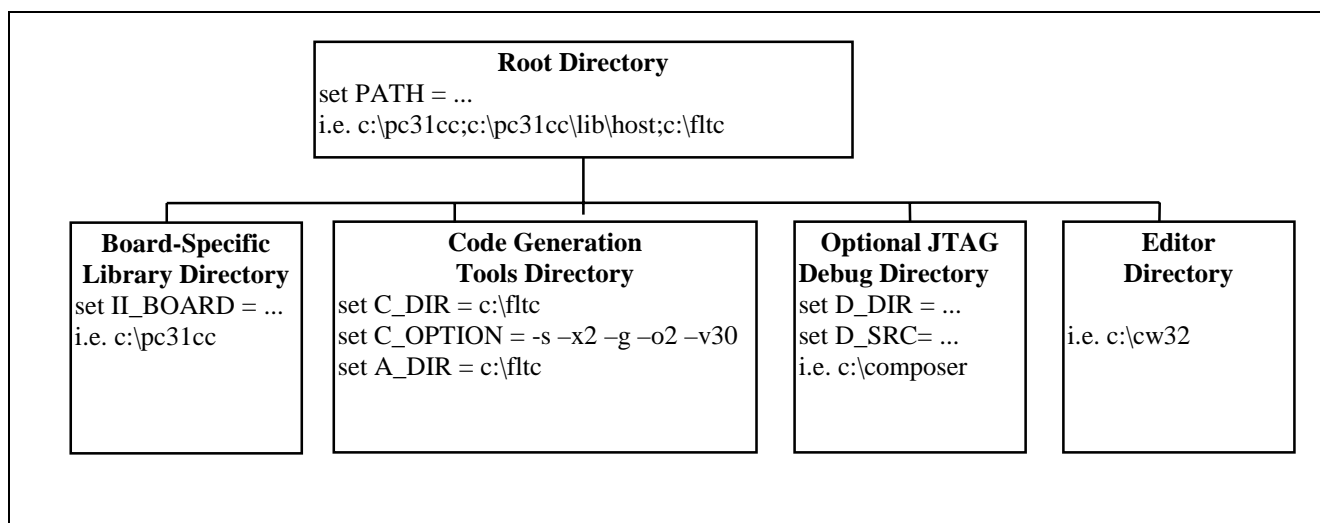 Root Directory
set PATH = ...
i.e. c:\pc31cc;c:\pc31cc\lib\host;c:\fltc
Board-Specific
Library Directory
set II_BOARD = ...
i.e. c:\pc31cc
Code Generation
Tools Directory
set C_DIR = c:\fltc
set C_OPTION = -s –x2 –g –o2 –v30
set A_DIR = c:\fltc
Optional JTAG
Debug Directory
set D_DIR = ...
set D_SRC= ...
i.e. c:\composer
Editor
Directory
i.e. c:\cw32